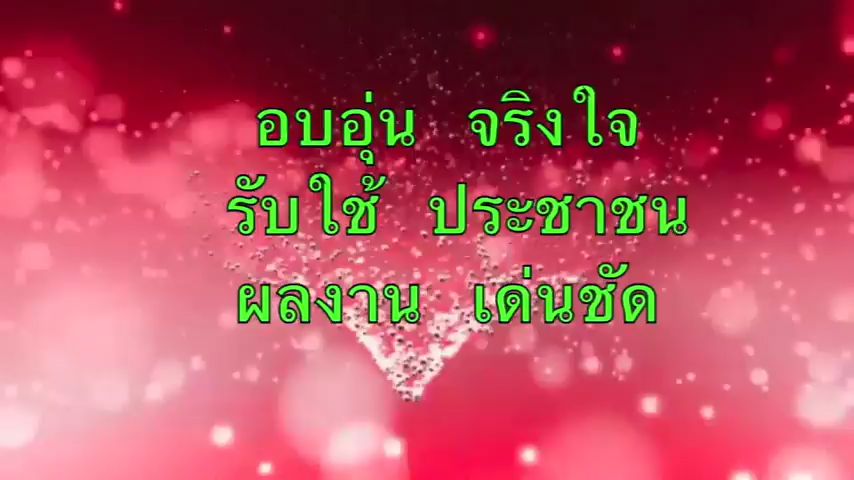 อบอุ่น จริงใจ
รับใช้ ประชาชน
ผลงาน เด่นชัด